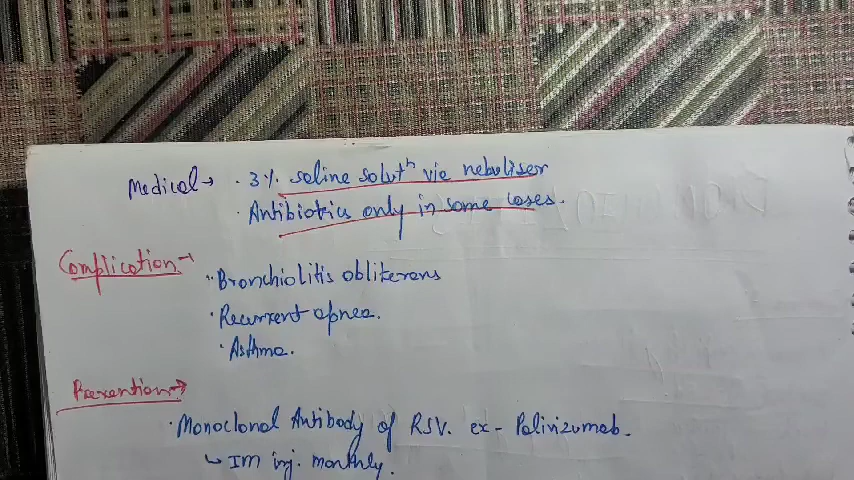 Medical → · 3% saline solutⁿ via nebuliser
· Antibiotics only in some cases.
Complication →
· Bronchiolitis obliterans
· Recurrent apnea.
· Asthma.
Prevention →
· Monoclonal Antibody of RSV. ex- Palivizumab.
↳ IM inj. monthly.